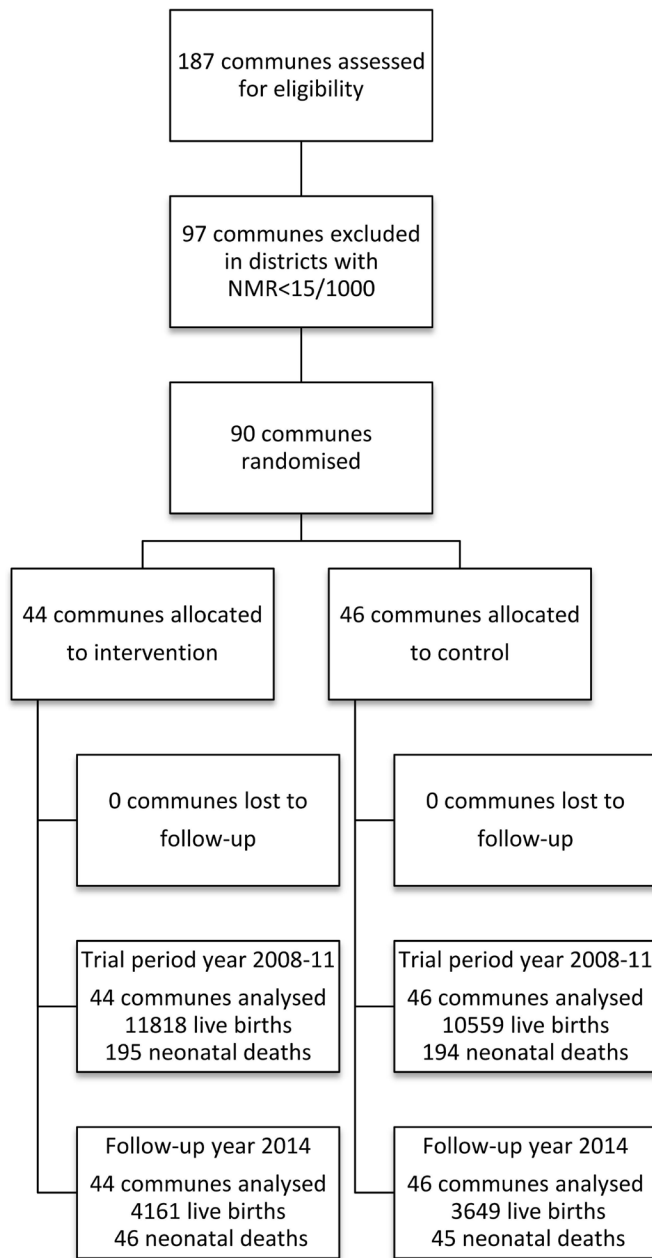 187 communes assessed
for eligibility
97 communes excluded
in districts with
NMR<15/1000
90 communes
randomised
44 communes allocated
to intervention
46 communes allocated
to control
0 communes lost to
follow-up
0 communes lost to
follow-up
Trial period year 2008-11
44 communes analysed
11818 live births
195 neonatal deaths
Trial period year 2008-11
46 communes analysed
10559 live births
194 neonatal deaths
Follow-up year 2014
44 communes analysed
4161 live births
46 neonatal deaths
Follow-up year 2014
46 communes analysed
3649 live births
45 neonatal deaths